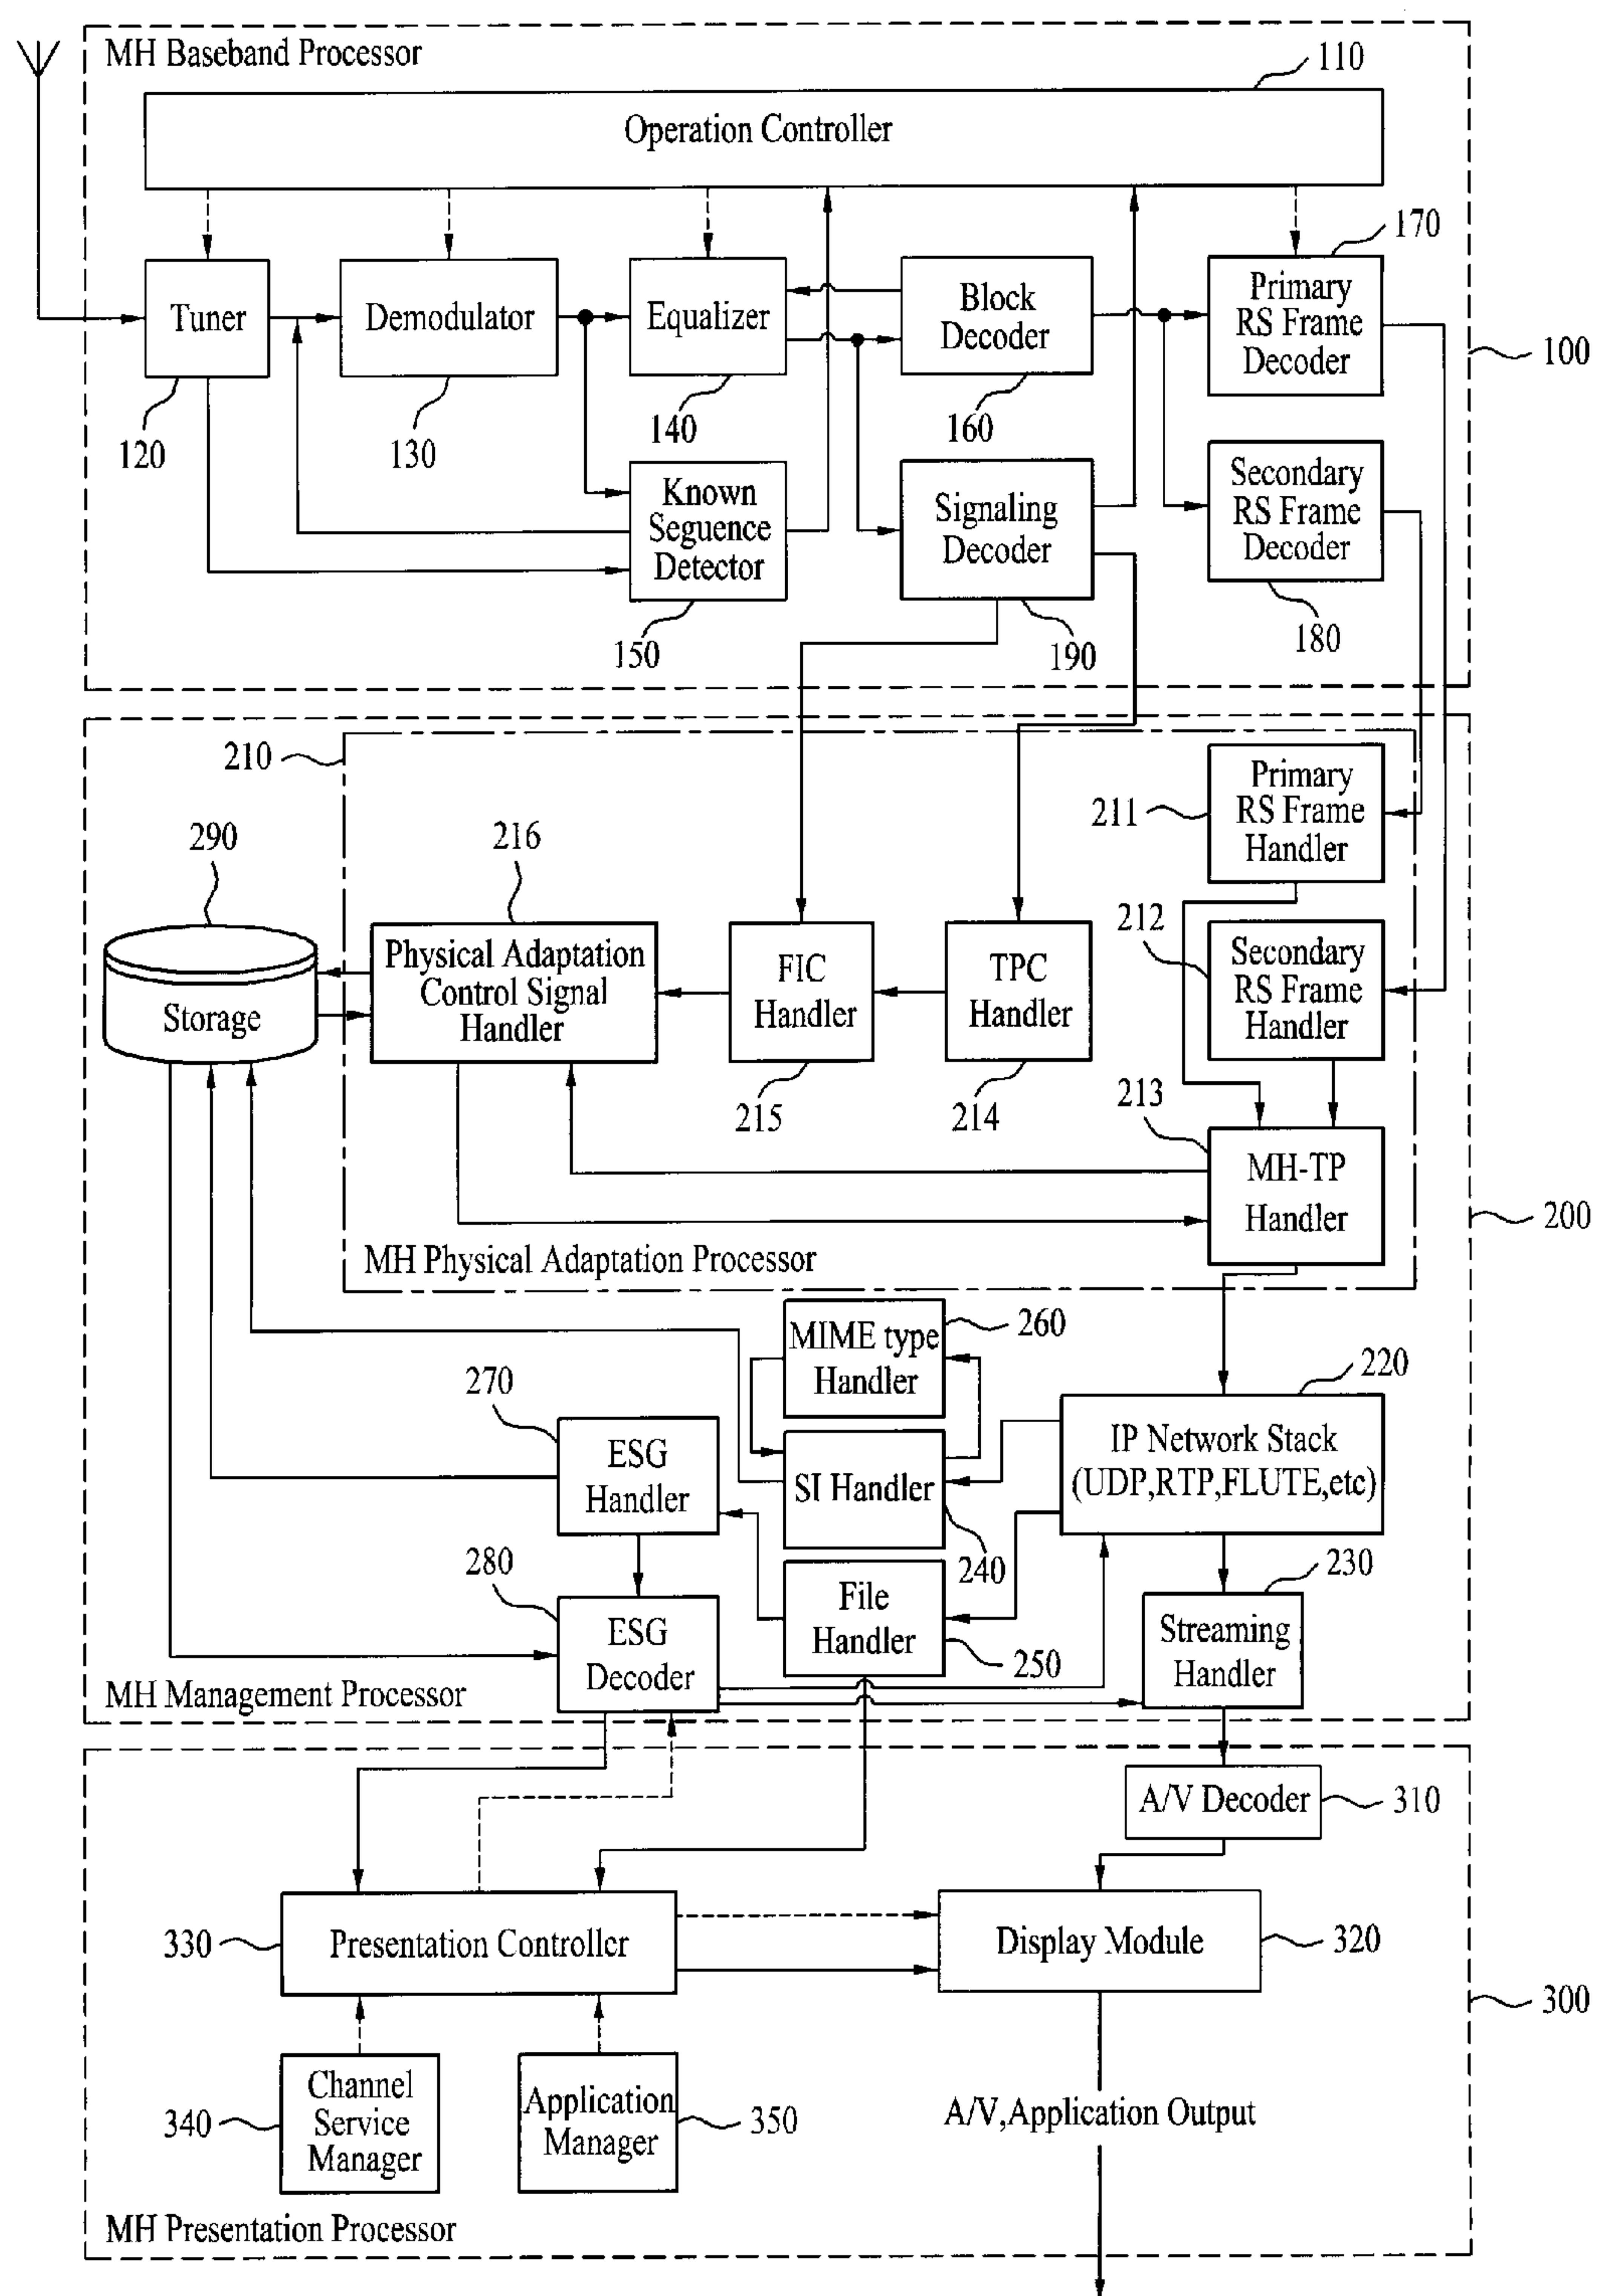 MH Baseband Processor
110
Operation Controller
170
Tuner
Demodulator
Equalizer
Block
Decoder
Primary
RS Frame
Decoder
100
120
130
140
160
Known
Seguence
Detector
Signaling
Decoder
Secondary
RS Frame
Decoder
150
190
180
210
Primary
RS Frame
Handler
211
290
216
212
Storage
Physical Adaptation
Control Signal
Handler
FIC
Handler
TPC
Handler
Secondary
RS Frame
Handler
215
214
213
MH-TP
Handler
200
MH Physical Adaptation Processor
MIME type
Handler
260
220
270
ESG
Handler
SI Handler
IP Network Stack
(UDP,RTP,FLUTE,etc)
240
280
230
ESG
Decoder
File
Handler
250
Streaming
Handler
MH Management Processor
A/V Decoder
310
330
Presentation Controller
Display Module
320
300
340
Channel
Service
Manager
Application
Manager
350
A/V,Application Output
MH Presentation Processor